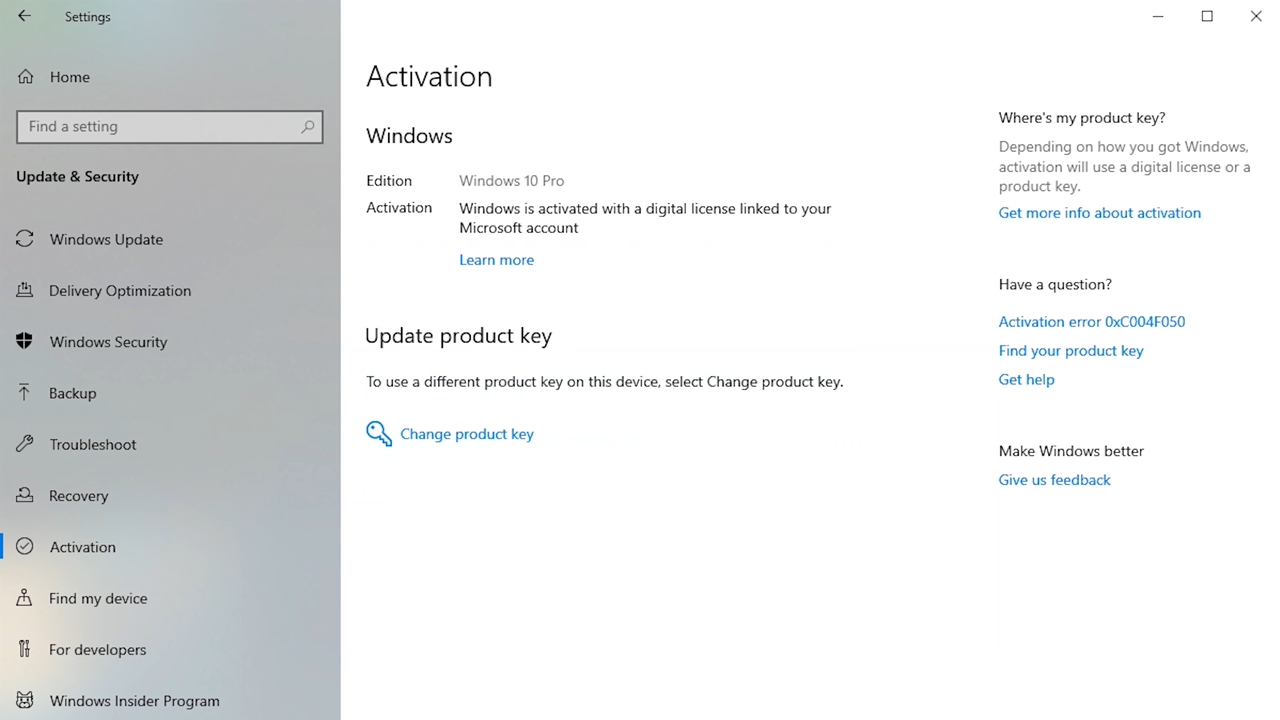 Settings
Home
Find a setting
Update & Security
Windows Update
Delivery Optimization
Windows Security
Backup
Troubleshoot
Recovery
Activation
Find my device
For developers
Windows Insider Program
Activation
Windows
Edition Windows 10 Pro
Activation Windows is activated with a digital license linked to your
Microsoft account
Learn more
Update product key
To use a different product key on this device, select Change product key.
Change product key
Where's my product key?
Depending on how you got Windows,
activation will use a digital license or a
product key.
Get more info about activation
Have a question?
Activation error 0xC004F050
Find your product key
Get help
Make Windows better
Give us feedback